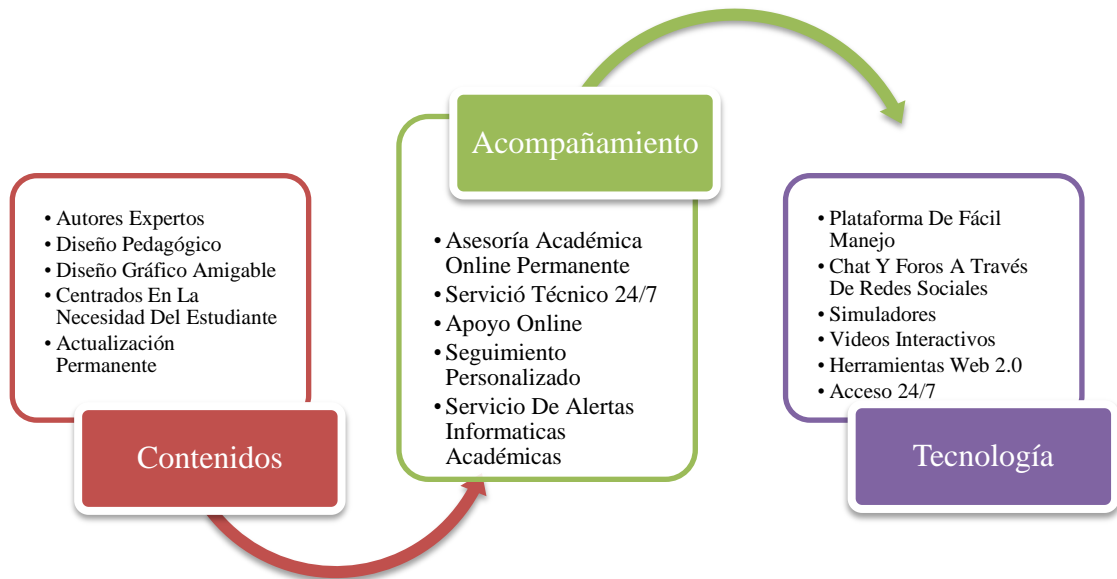 • Autores Expertos
• Diseño Pedagógico
• Diseño Gráfico Amigable
• Centrados En La
Necesidad Del Estudiante
• Actualización
Permanente
Contenidos
Acompañamiento
• Asesoría Académica
Online Permanente
• Servició Técnico 24/7
• Apoyo Online
• Seguimiento
Personalizado
• Servicio De Alertas
Informaticas
Académicas
• Plataforma De Fácil
Manejo
• Chat Y Foros A Través
De Redes Sociales
• Simuladores
• Videos Interactivos
• Herramientas Web 2.0
• Acceso 24/7
Tecnología